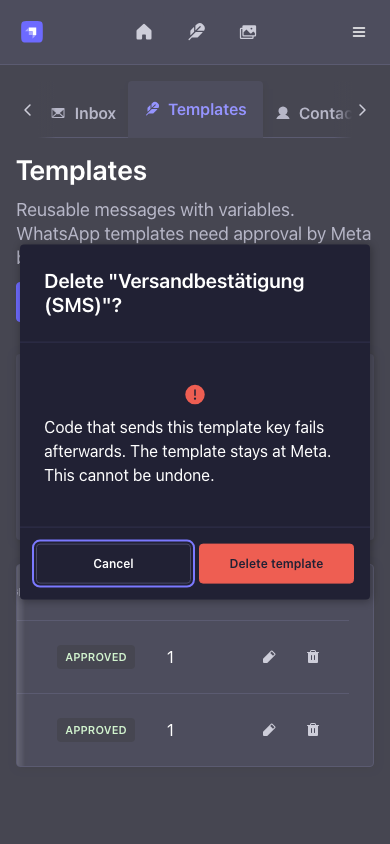 Inbox
Templates
Templates
Reusable messages with variables.
WhatsApp templates need approval by Meta
Delete "Versandbestätigung
(SMS)"?
Code that sends this template key fails
afterwards. The template stays at Meta.
This cannot be undone.
Cancel
Delete template
APPROVED 1
APPROVED 1